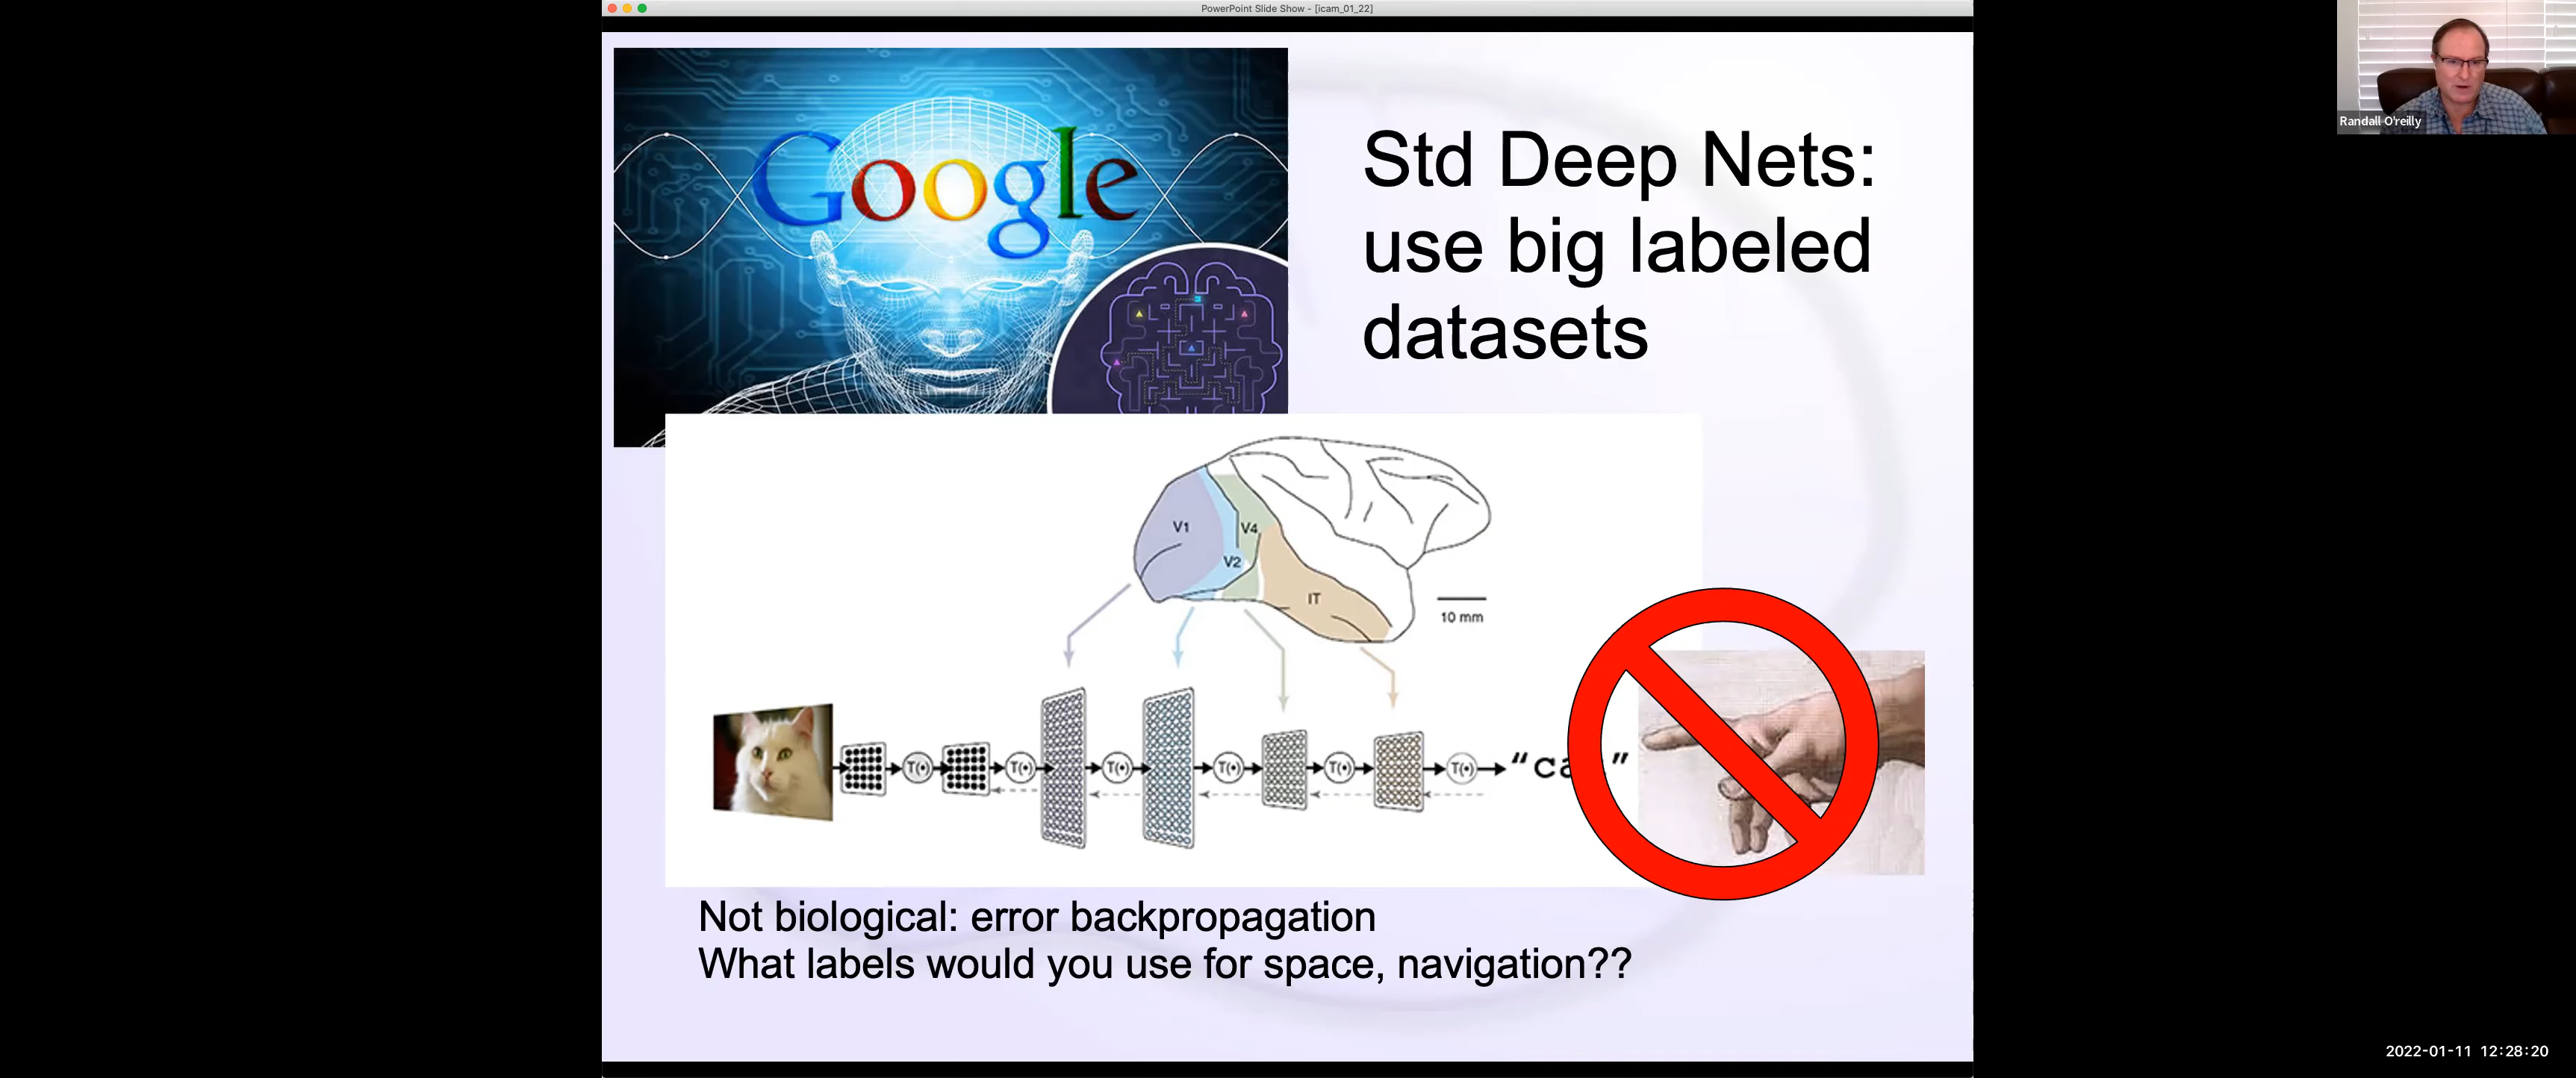 PowerPoint Slide Show - [icam_01_22]
Randall O'reilly
Google
Std Deep Nets:
use big labeled
datasets
V1
V4
V2
IT
10 mm
T(•)
T(•)
T(•)
T(•)
T(•)
T(•)
Not biological: error backpropagation
What labels would you use for space, navigation??
2022-01-11 12:28:20